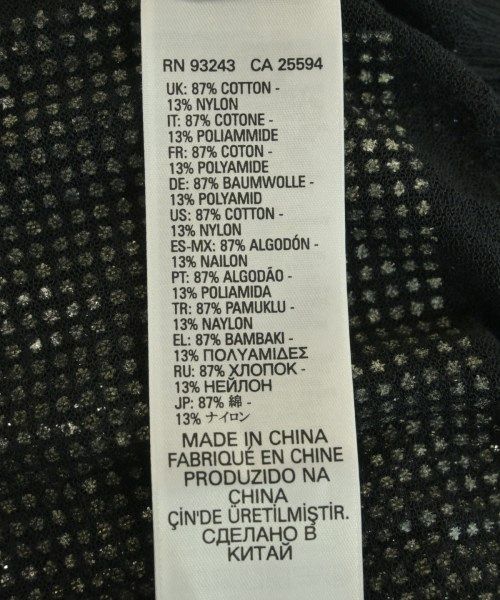 RN 93243 CA 25594
UK: 87% COTTON -
13% NYLON
IT: 87% COTONE -
13% POLIAMMIDE
FR: 87% COTON -
13% POLYAMIDE
DE: 87% BAUMWOLLE -
13% POLYAMID
US: 87% COTTON -
13% NYLON
ES-MX: 87% ALGODÓN -
13% NAILON
PT: 87% ALGODÃO -
13% POLIAMIDA
TR: 87% PAMUKLU -
13% NAYLON
EL: 87% ΒΑΜΒΑΚΙ -
13% ΠΟΛΥΑΜΙΔΕΣ
RU: 87% ХЛОПОК -
13% НЕЙЛОН
JP: 87% 綿 -
13% ナイロン
MADE IN CHINA
FABRIQUÉ EN CHINE
PRODUZIDO NA
CHINA
ÇİN'DE ÜRETİLMİŞTİR.
СДЕЛАНО В
КИТАЙ